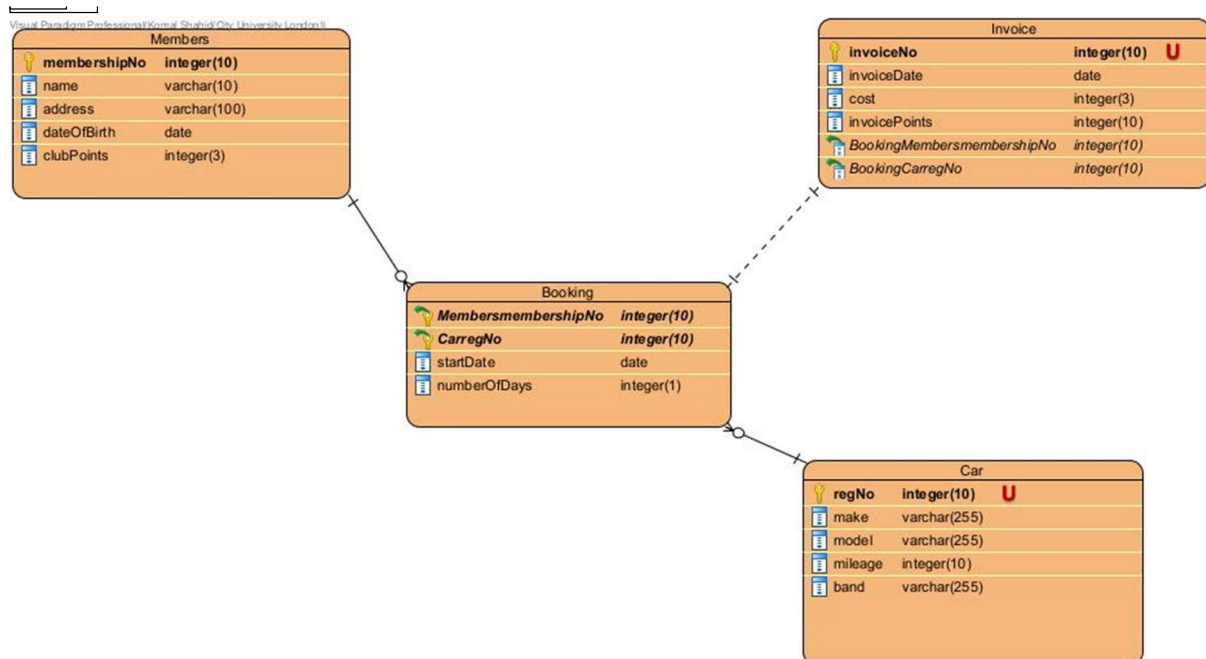 Visual Paradigm Professional(Komal Shahid(City University London))
Members
membershipNo integer(10)
name varchar(10)
address varchar(100)
dateOfBirth date
clubPoints integer(3)
Invoice
invoiceNo integer(10) U
invoiceDate date
cost integer(3)
invoicePoints integer(10)
BookingMembersmembershipNo integer(10)
BookingCarregNo integer(10)
Booking
MembersmembershipNo integer(10)
CarregNo integer(10)
startDate date
numberOfDays integer(1)
Car
regNo integer(10) U
make varchar(255)
model varchar(255)
mileage integer(10)
band varchar(255)